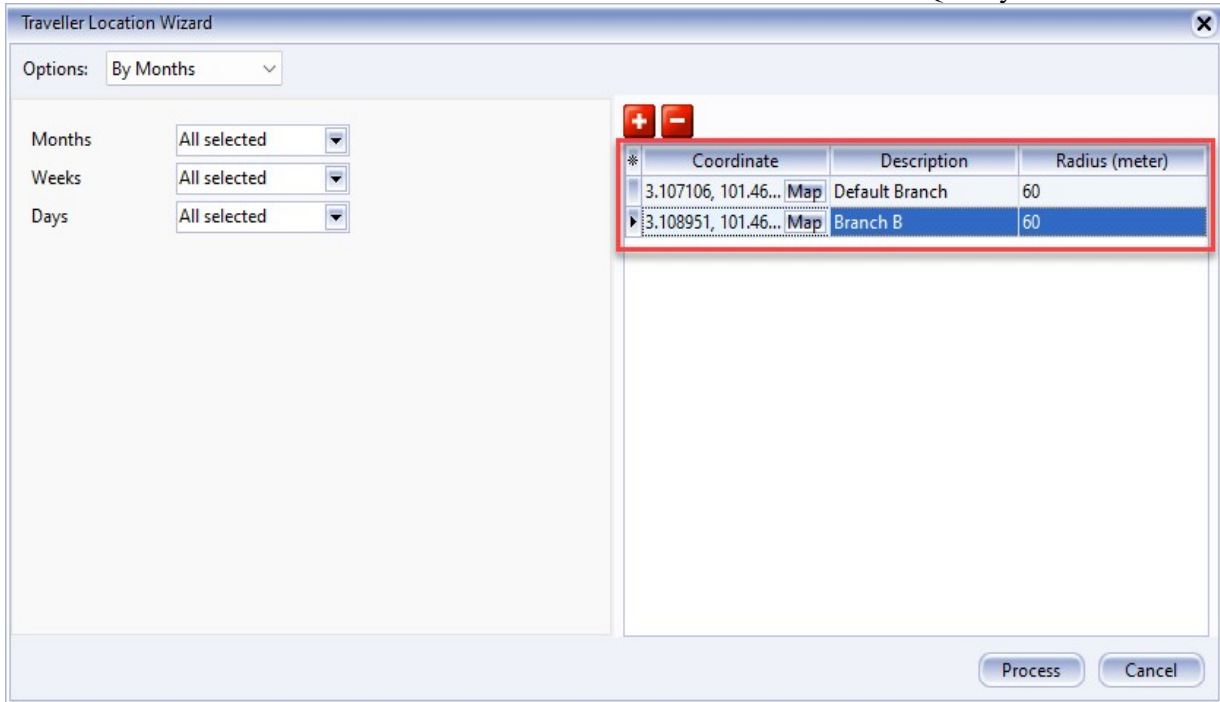 Traveller Location Wizard
Options: By Months
Months All selected
Weeks All selected
Days All selected
* Coordinate Description Radius (meter)
3.107106, 101.46... Map Default Branch 60
3.108951, 101.46... Map Branch B 60
Process Cancel